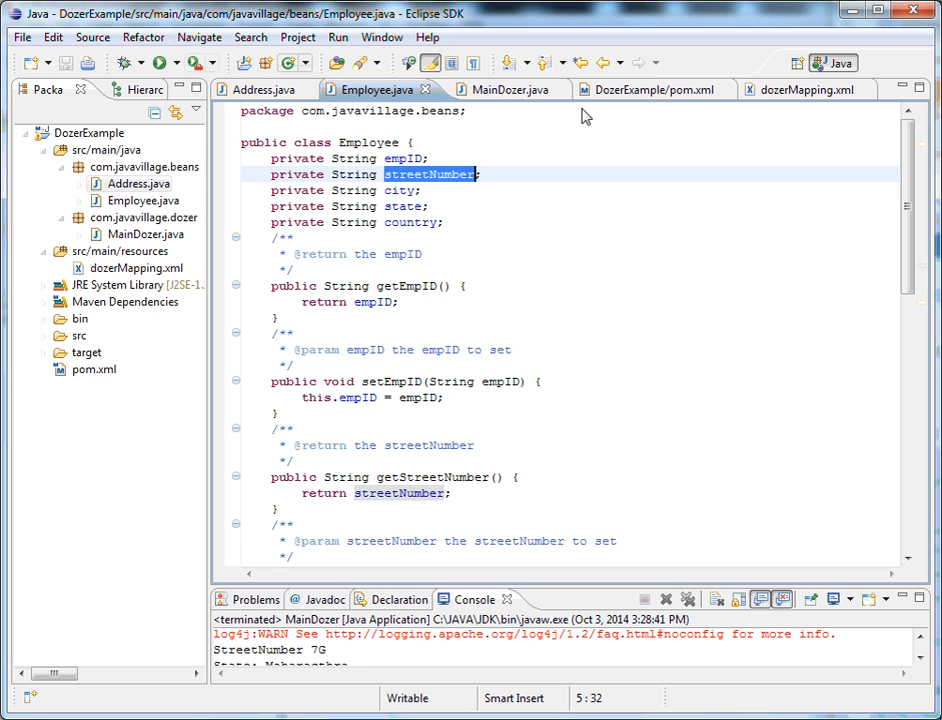 Java - DozerExample/src/main/java/com/javavillage/beans/Employee.java - Eclipse SDK
File Edit Source Refactor Navigate Search Project Run Window Help
Java
Packa Hierarc
Address.java Employee.java MainDozer.java DozerExample/pom.xml dozerMapping.xml
DozerExample
src/main/java
com.javavillage.beans
Address.java
Employee.java
com.javavillage.dozer
MainDozer.java
src/main/resources
dozerMapping.xml
JRE System Library [J2SE-1.
Maven Dependencies
bin
src
target
pom.xml
package com.javavillage.beans;
public class Employee {
private String empID;
private String streetNumber;
private String city;
private String state;
private String country;
/**
* @return the empID
*/
public String getEmpID() {
return empID;
}
/**
* @param empID the empID to set
*/
public void setEmpID(String empID) {
this.empID = empID;
}
/**
* @return the streetNumber
*/
public String getStreetNumber() {
return streetNumber;
}
/**
* @param streetNumber the streetNumber to set
*/
Problems Javadoc Declaration Console
<terminated> MainDozer [Java Application] C:\JAVA\JDK\bin\javaw.exe (Oct 3, 2014 3:28:41 PM)
log4j:WARN See http://logging.apache.org/log4j/1.2/faq.html#noconfig for more info.
StreetNumber 7G
State: Maharasthra
Writable Smart Insert 5 : 32